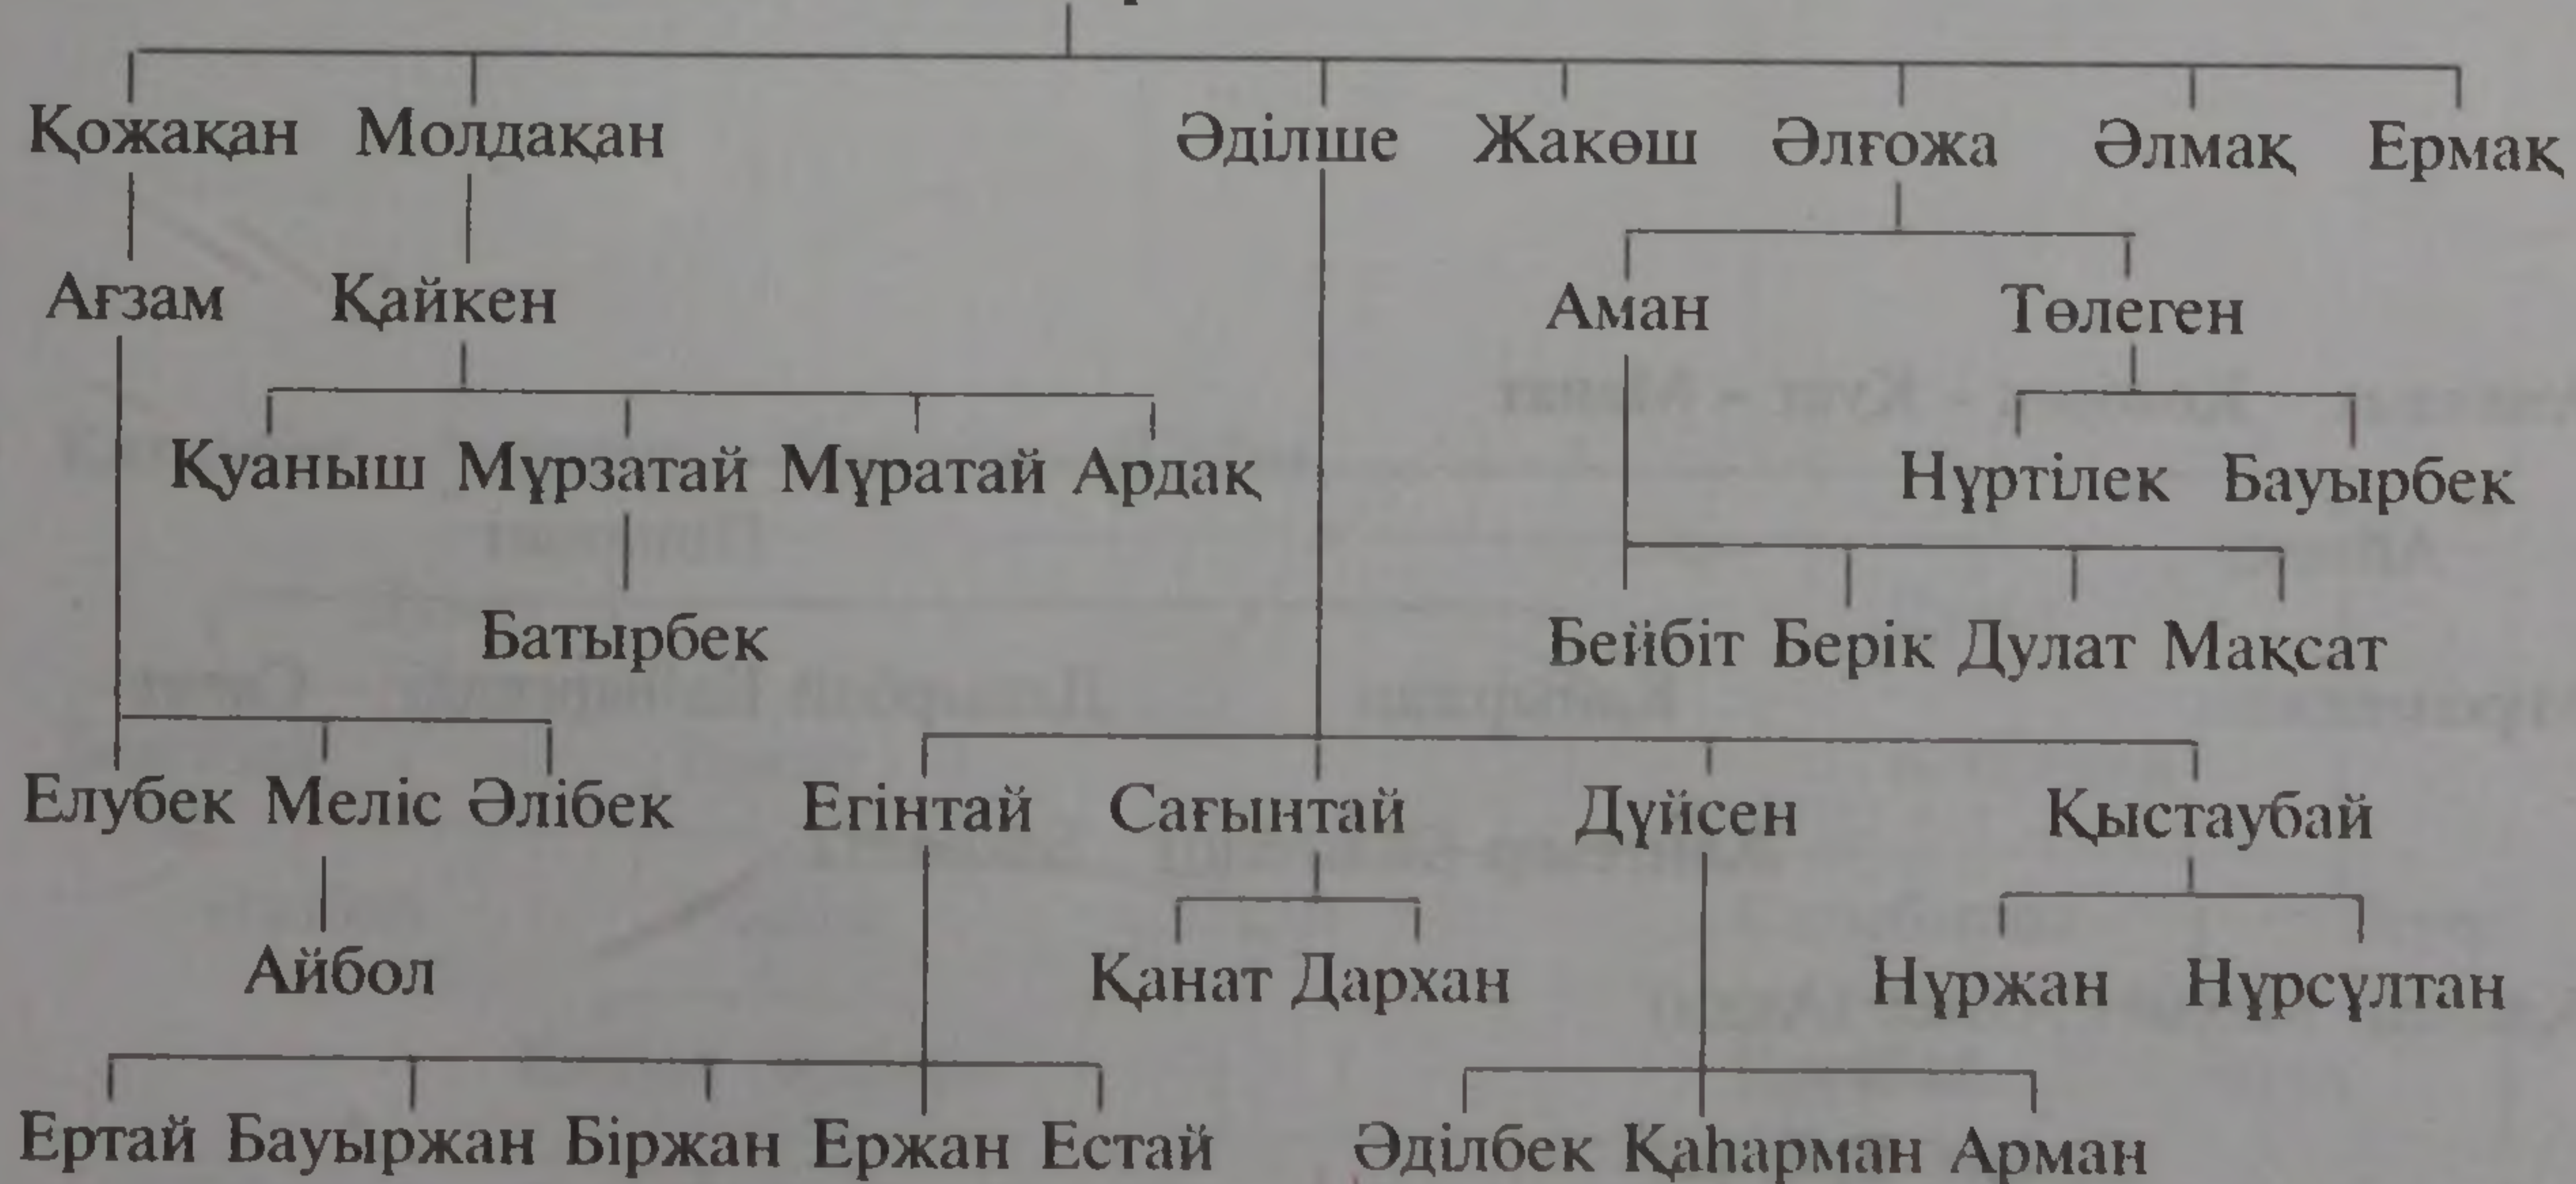 Қожақан Молдақан Әділше Жакөш Әлғожа Әлмақ Ермақ
Ағзам Қайкен Аман Төлеген
Қуаныш Мұрзатай Мұратай Ардақ Нұртілек Бауырбек
Батырбек Бейбіт Берік Дулат Мақсат
Елубек Меліс Әлібек Егінтай Сағынтай Дүйсен Қыстаубай
Айбол Қанат Дархан Нұржан Нұрсұлтан
Ертай Бауыржан Біржан Ержан Естай Әділбек Қаһарман Арман